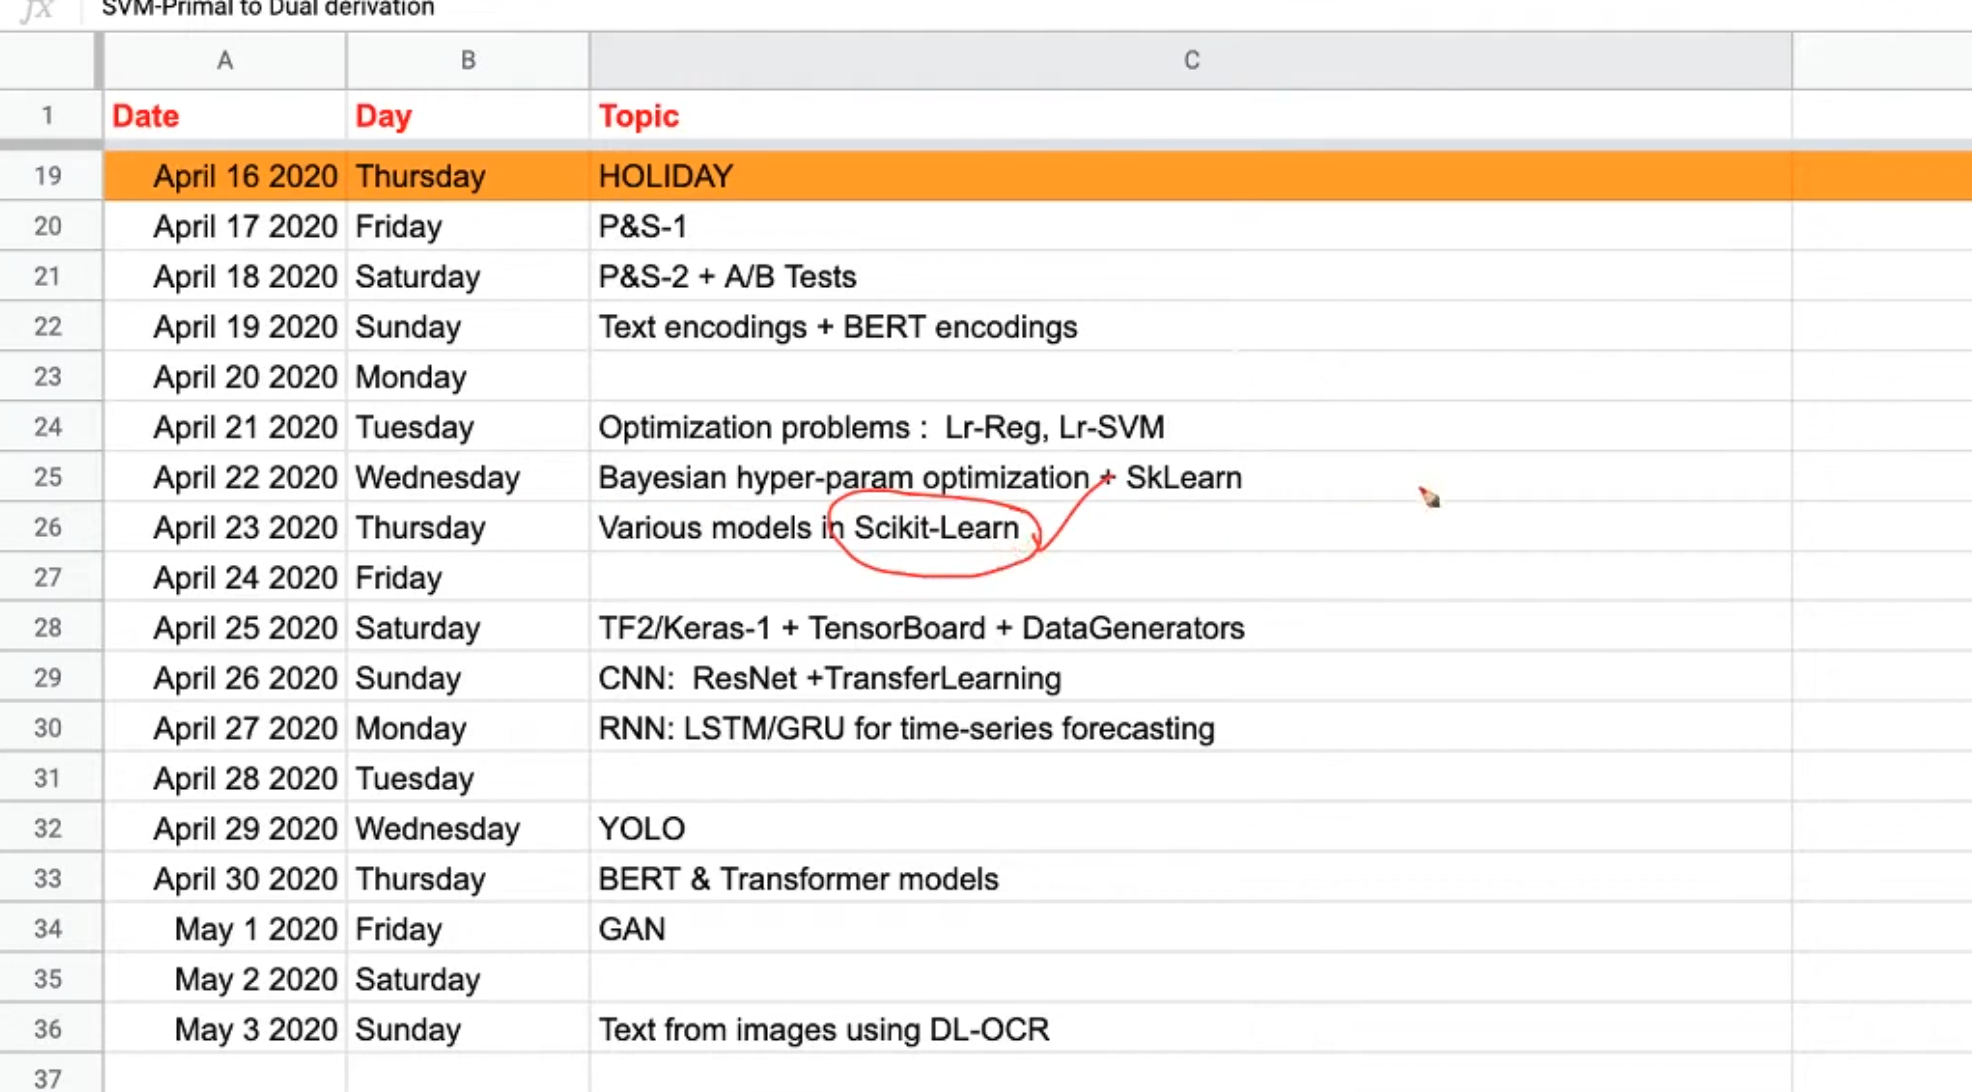 fx SVM-Primal to Dual derivation
A B C
1 Date Day Topic
19 April 16 2020 Thursday HOLIDAY
20 April 17 2020 Friday P&S-1
21 April 18 2020 Saturday P&S-2 + A/B Tests
22 April 19 2020 Sunday Text encodings + BERT encodings
23 April 20 2020 Monday
24 April 21 2020 Tuesday Optimization problems :  Lr-Reg, Lr-SVM
25 April 22 2020 Wednesday Bayesian hyper-param optimization + SkLearn
26 April 23 2020 Thursday Various models in Scikit-Learn
27 April 24 2020 Friday
28 April 25 2020 Saturday TF2/Keras-1 + TensorBoard + DataGenerators
29 April 26 2020 Sunday CNN:  ResNet +TransferLearning
30 April 27 2020 Monday RNN: LSTM/GRU for time-series forecasting
31 April 28 2020 Tuesday
32 April 29 2020 Wednesday YOLO
33 April 30 2020 Thursday BERT & Transformer models
34 May 1 2020 Friday GAN
35 May 2 2020 Saturday
36 May 3 2020 Sunday Text from images using DL-OCR
37